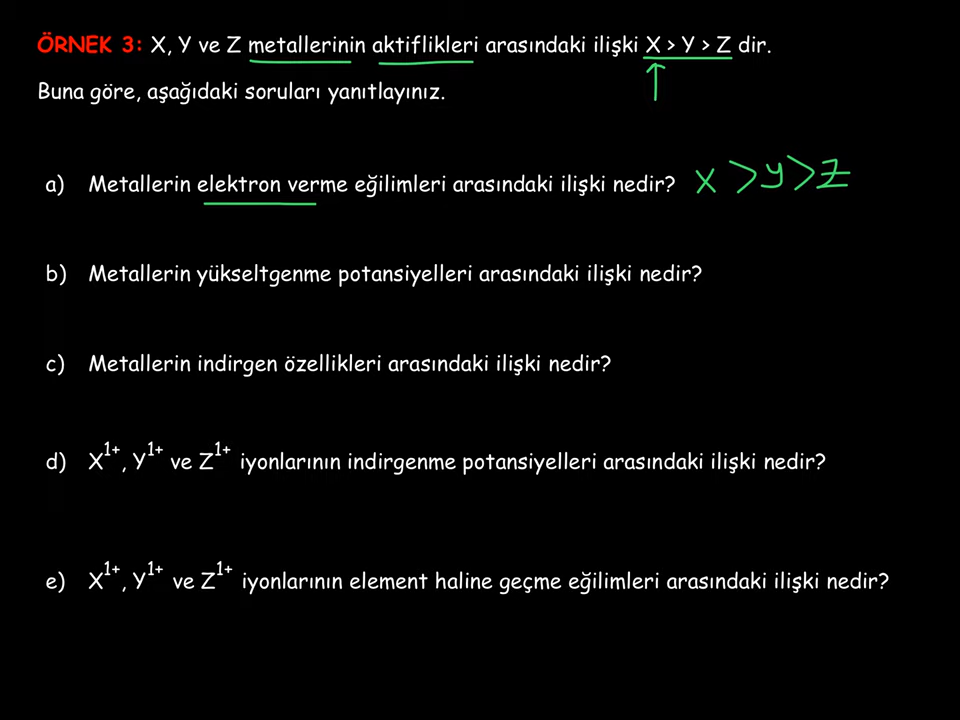 ÖRNEK 3: X, Y ve Z metallerinin aktiflikleri arasındaki ilişki X > Y > Z dir.
Buna göre, aşağıdaki soruları yanıtlayınız.
a) Metallerin elektron verme eğilimleri arasındaki ilişki nedir? X > y > Z
b) Metallerin yükseltgenme potansiyelleri arasındaki ilişki nedir?
c) Metallerin indirgen özellikleri arasındaki ilişki nedir?
d) X¹⁺, Y¹⁺ ve Z¹⁺ iyonlarının indirgenme potansiyelleri arasındaki ilişki nedir?
e) X¹⁺, Y¹⁺ ve Z¹⁺ iyonlarının element haline geçme eğilimleri arasındaki ilişki nedir?